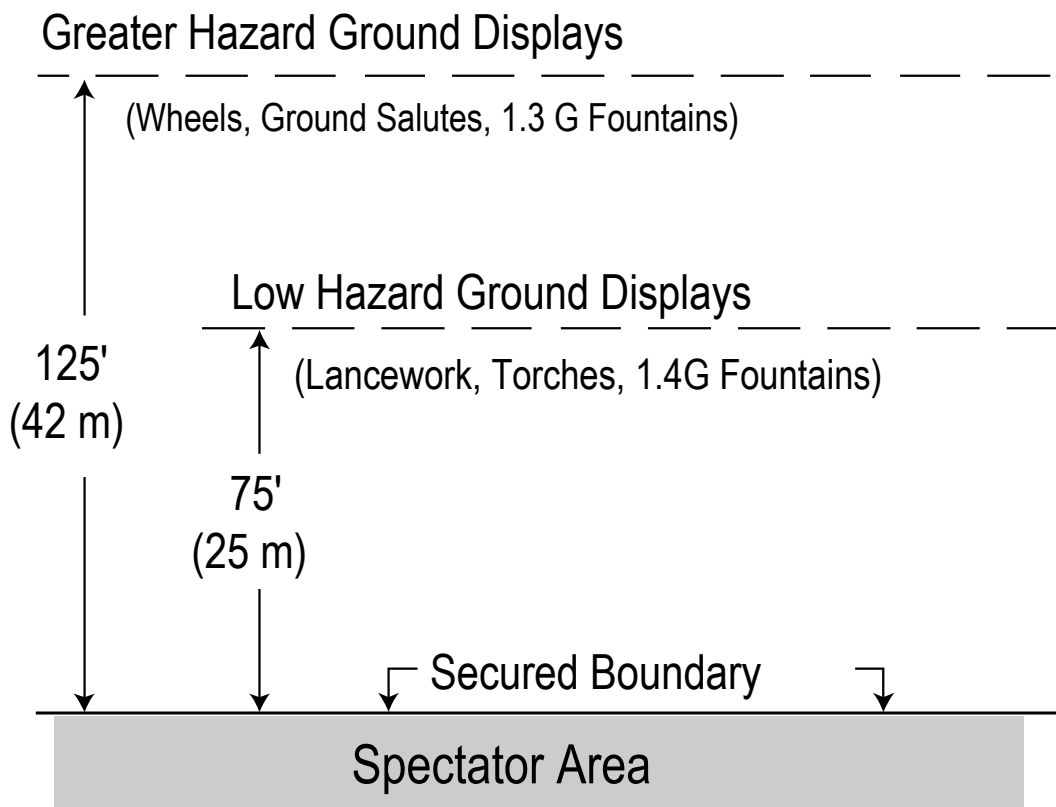 Greater Hazard Ground Displays
(Wheels, Ground Salutes, 1.3 G Fountains)
Low Hazard Ground Displays
(Lancework, Torches, 1.4G Fountains)
125'
(42 m)
75'
(25 m)
Secured Boundary
Spectator Area